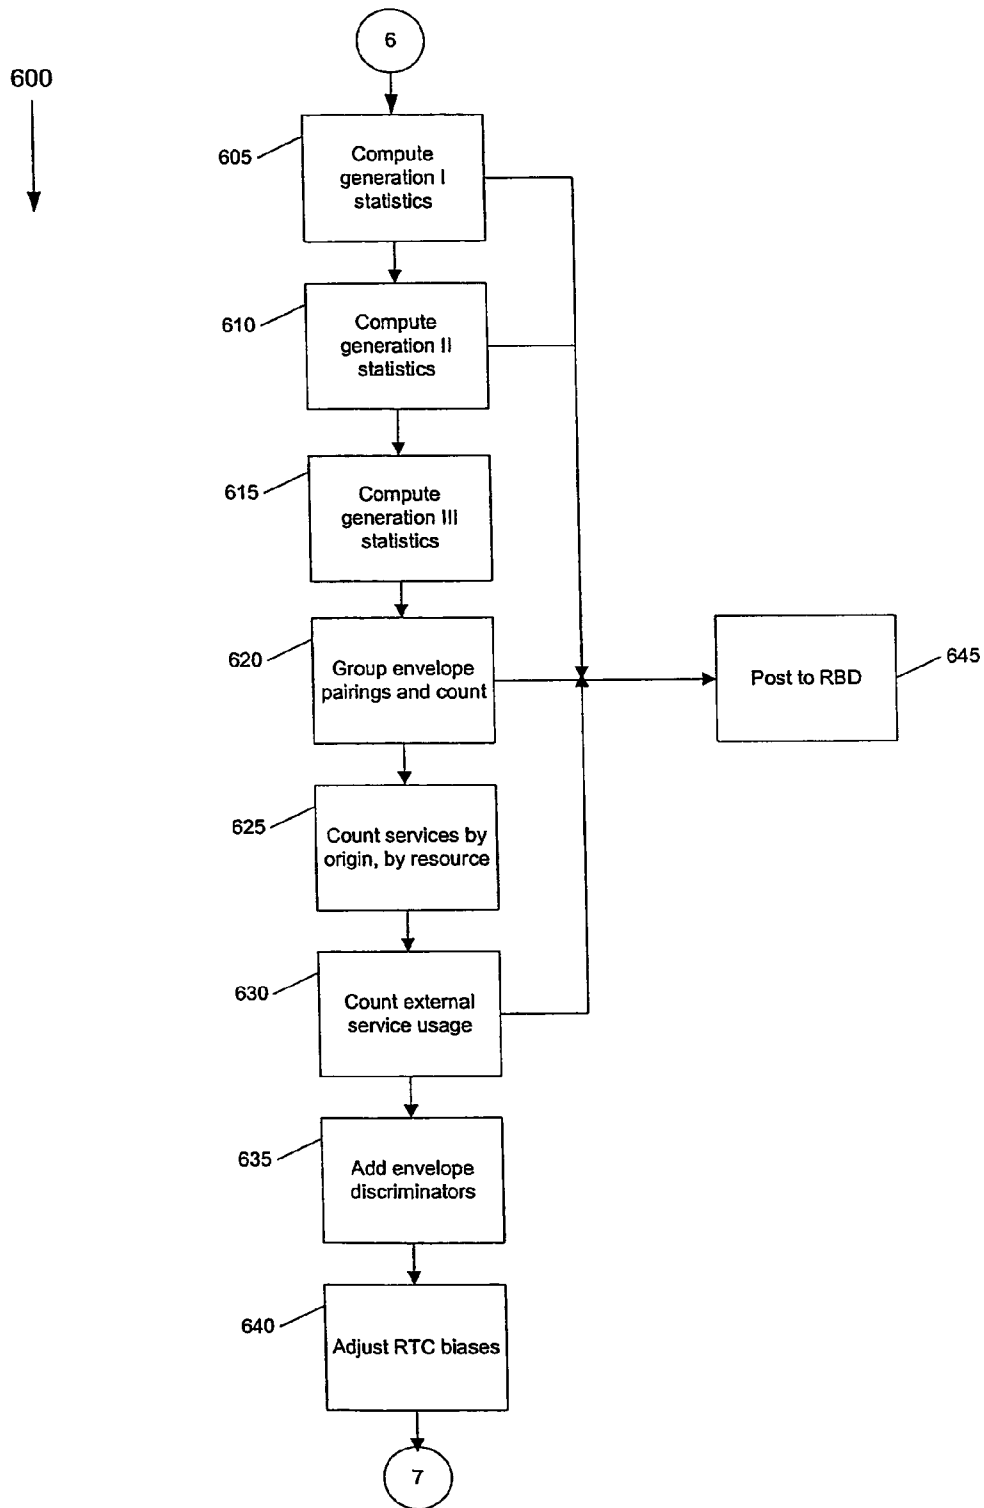 6
600
605
Compute
generation I
statistics
610
Compute
generation II
statistics
615
Compute
generation III
statistics
620
Group envelope
pairings and count
Post to RBD
645
625
Count services by
origin, by resource
630
Count external
service usage
635
Add envelope
discriminators
640
Adjust RTC biases
7